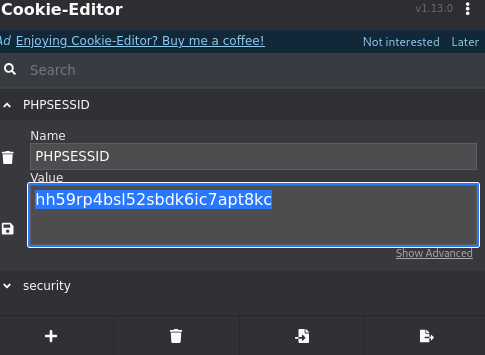 Cookie-Editor v1.13.0
Ad Enjoying Cookie-Editor? Buy me a coffee! Not interested Later
Search
PHPSESSID
Name
PHPSESSID
Value
hh59rp4bsl52sbdk6ic7apt8kc
Show Advanced
security